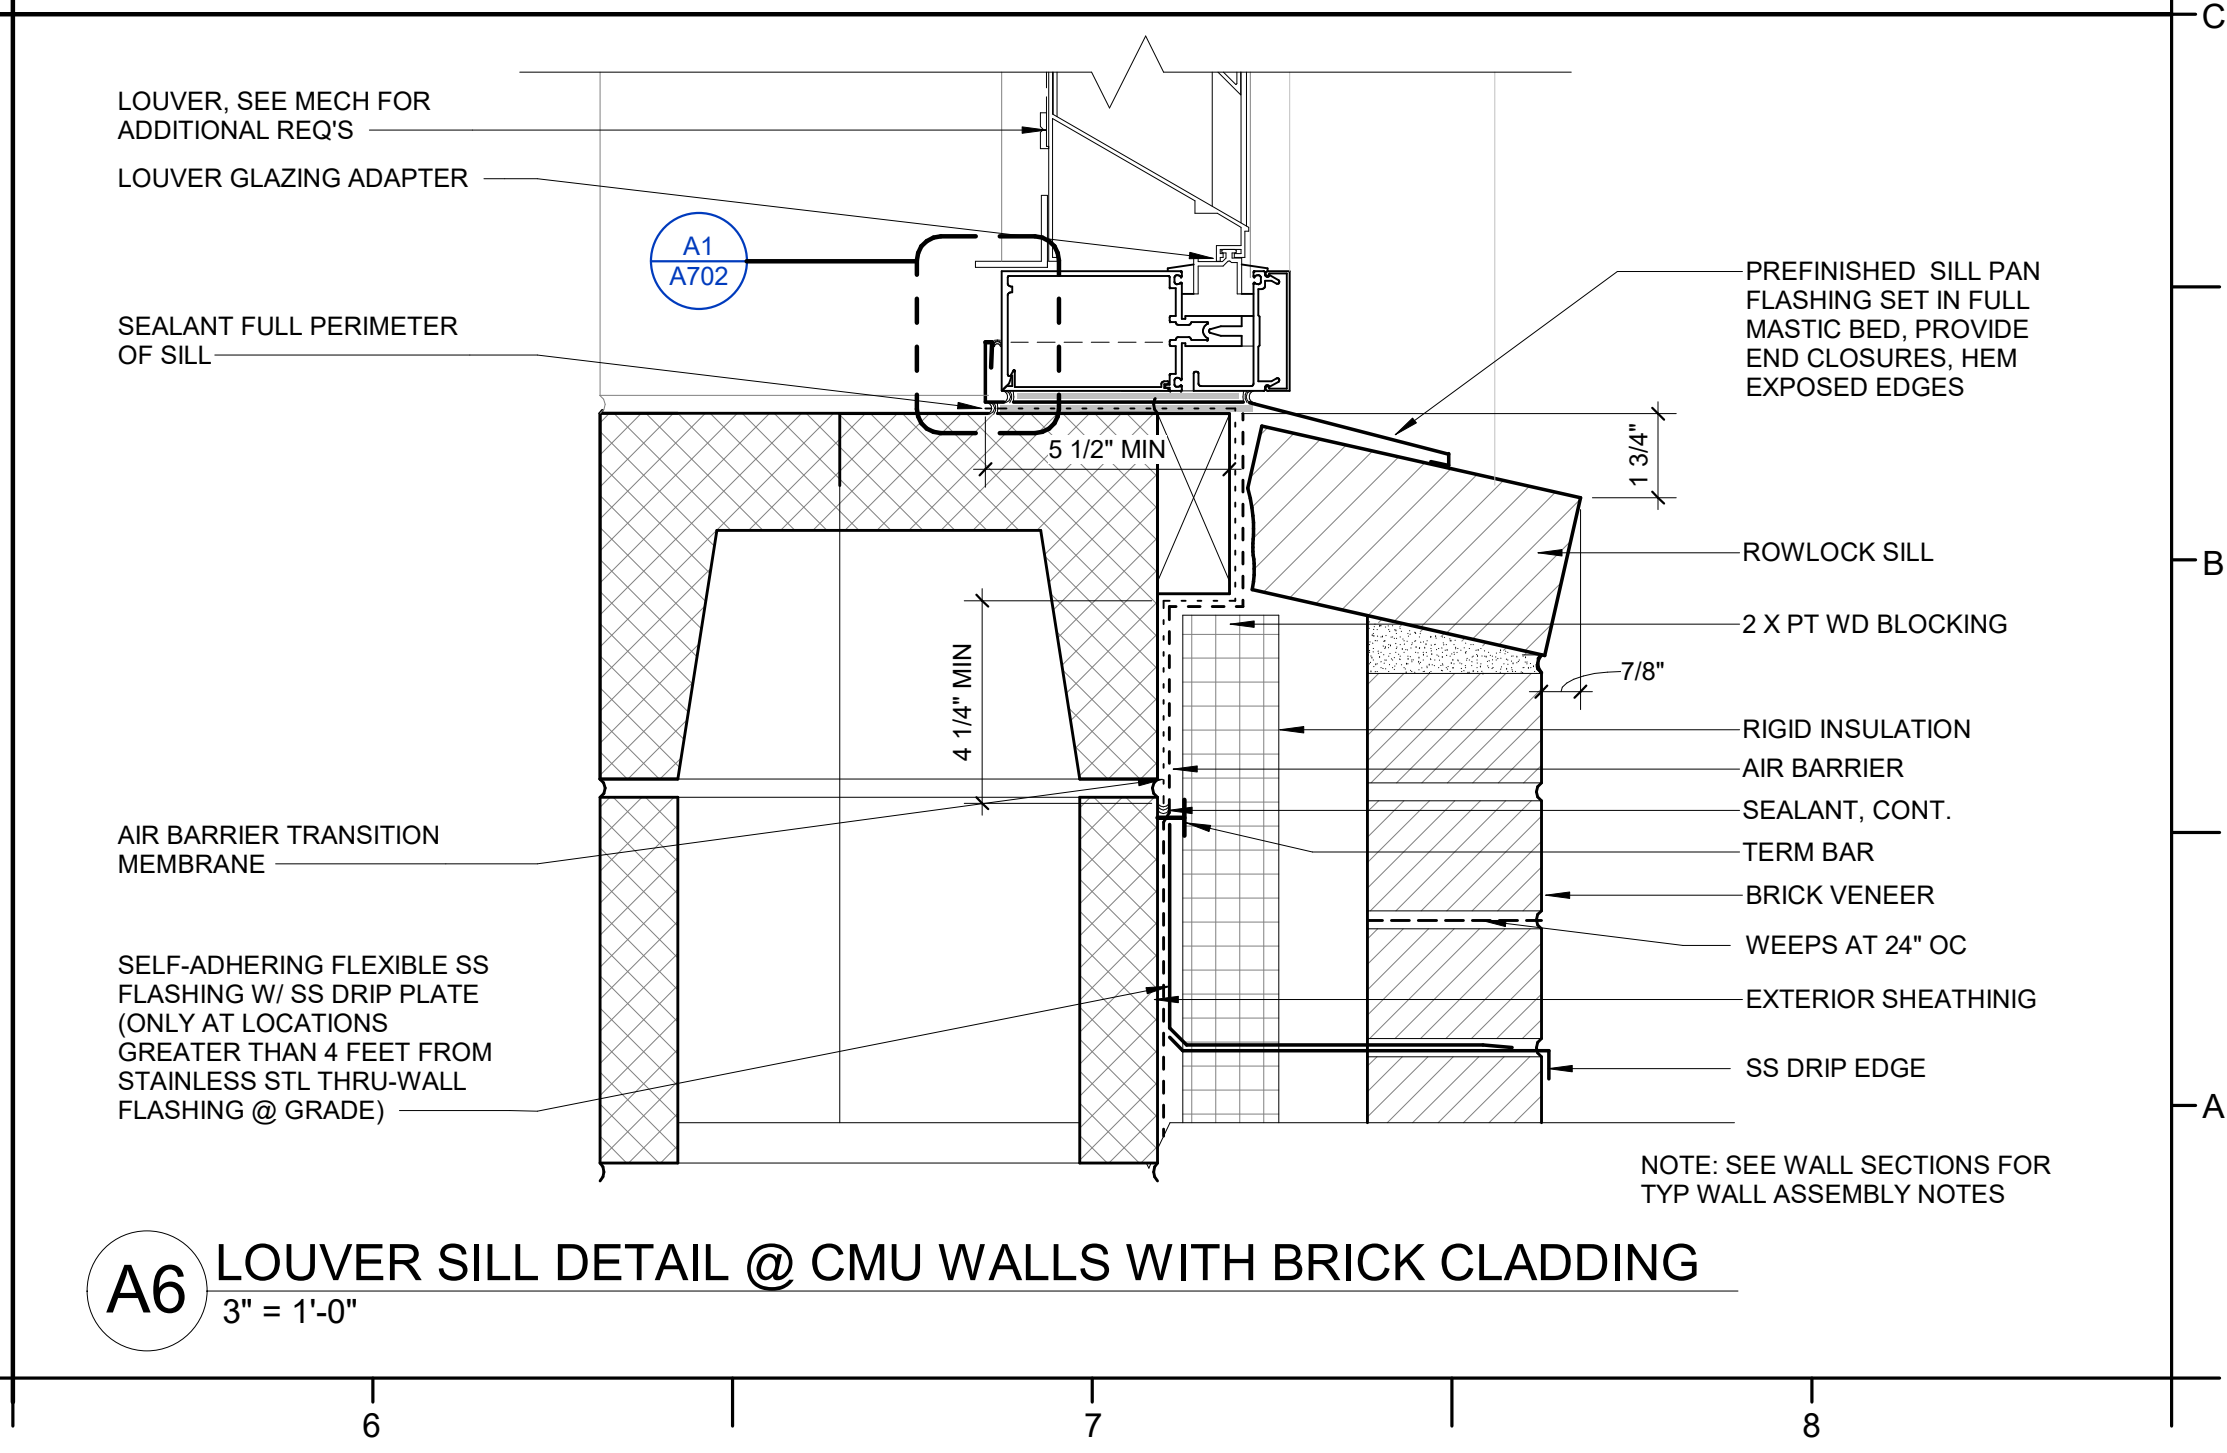 C
LOUVER, SEE MECH FOR
ADDITIONAL REQ'S
LOUVER GLAZING ADAPTER
A1
A702
SEALANT FULL PERIMETER
OF SILL
PREFINISHED SILL PAN
FLASHING SET IN FULL
MASTIC BED, PROVIDE
END CLOSURES, HEM
EXPOSED EDGES
5 1/2" MIN
1 3/4"
ROWLOCK SILL
B
2 X PT WD BLOCKING
7/8"
4 1/4" MIN
RIGID INSULATION
AIR BARRIER
SEALANT, CONT.
AIR BARRIER TRANSITION
MEMBRANE
TERM BAR
BRICK VENEER
WEEPS AT 24" OC
SELF-ADHERING FLEXIBLE SS
FLASHING W/ SS DRIP PLATE
(ONLY AT LOCATIONS
GREATER THAN 4 FEET FROM
STAINLESS STL THRU-WALL
FLASHING @ GRADE)
EXTERIOR SHEATHINIG
SS DRIP EDGE
A
NOTE: SEE WALL SECTIONS FOR
TYP WALL ASSEMBLY NOTES
A6
LOUVER SILL DETAIL @ CMU WALLS WITH BRICK CLADDING
3" = 1'-0"
6
7
8